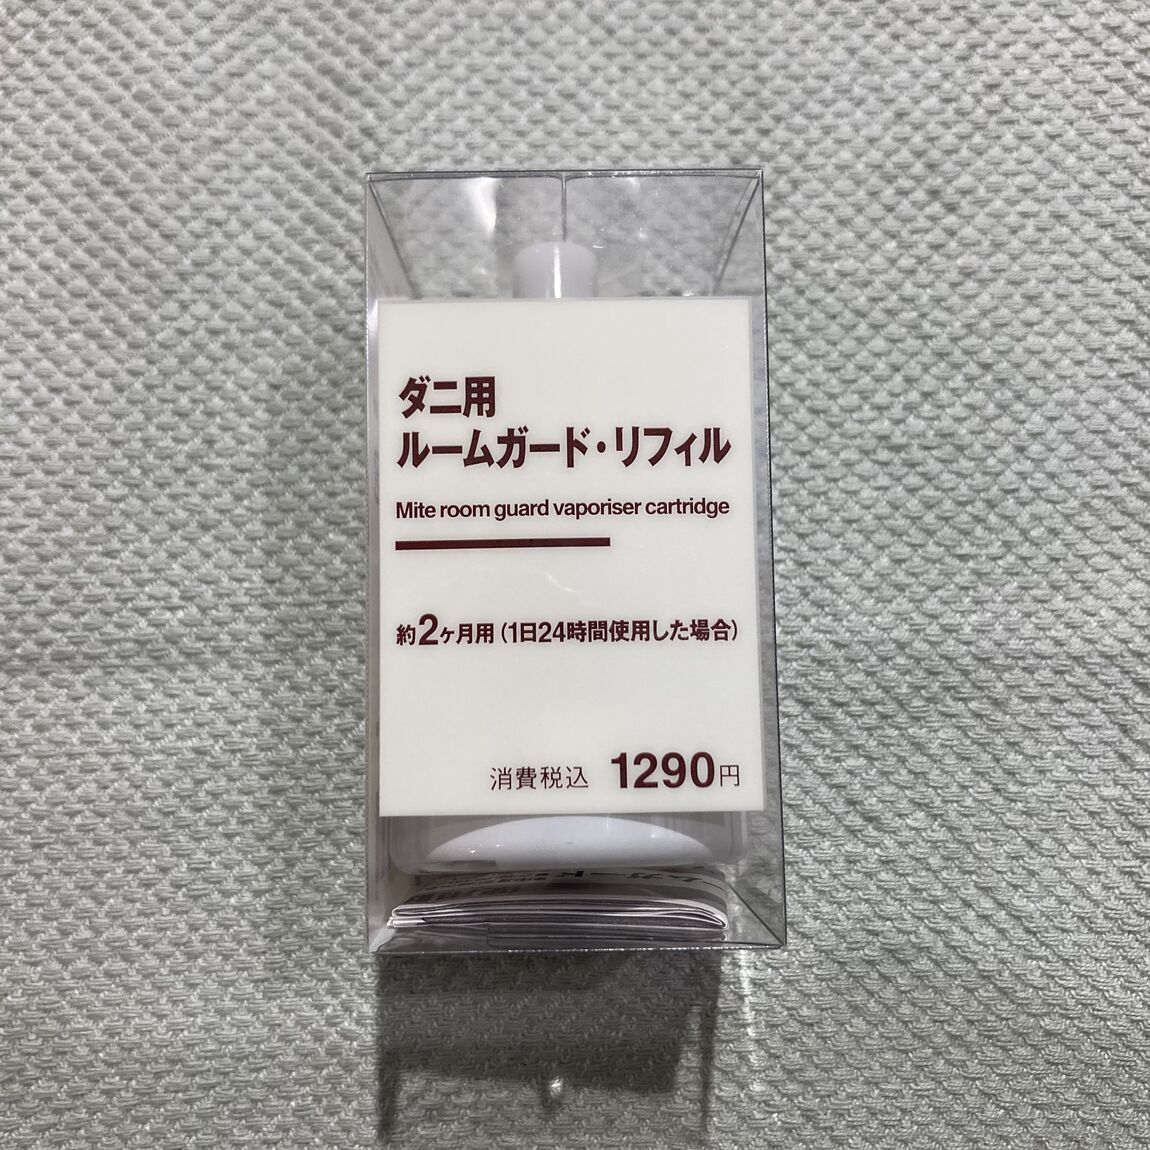 ダニ用
ルームガード・リフィル
Mite room guard vaporiser cartridge
約2ヶ月用(1日24時間使用した場合)
消費税込 1290円